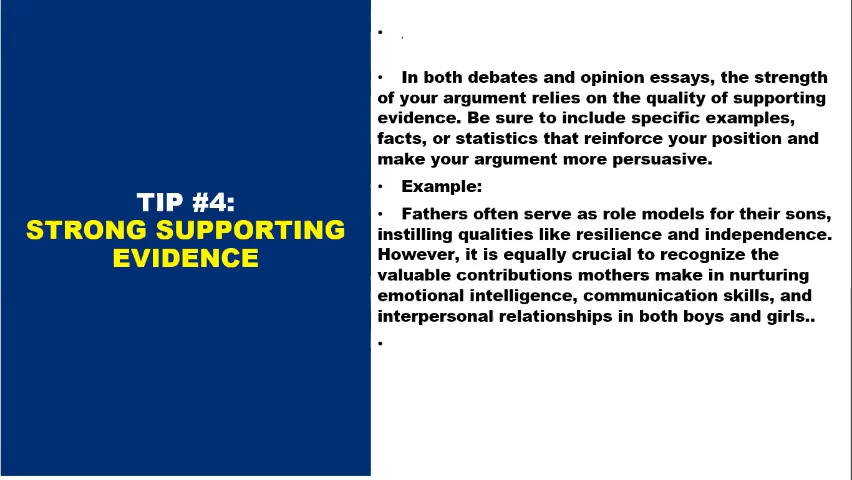 TIP #4:
STRONG SUPPORTING
EVIDENCE
• ,
• In both debates and opinion essays, the strength
of your argument relies on the quality of supporting
evidence. Be sure to include specific examples,
facts, or statistics that reinforce your position and
make your argument more persuasive.
• Example:
• Fathers often serve as role models for their sons,
instilling qualities like resilience and independence.
However, it is equally crucial to recognize the
valuable contributions mothers make in nurturing
emotional intelligence, communication skills, and
interpersonal relationships in both boys and girls..
•